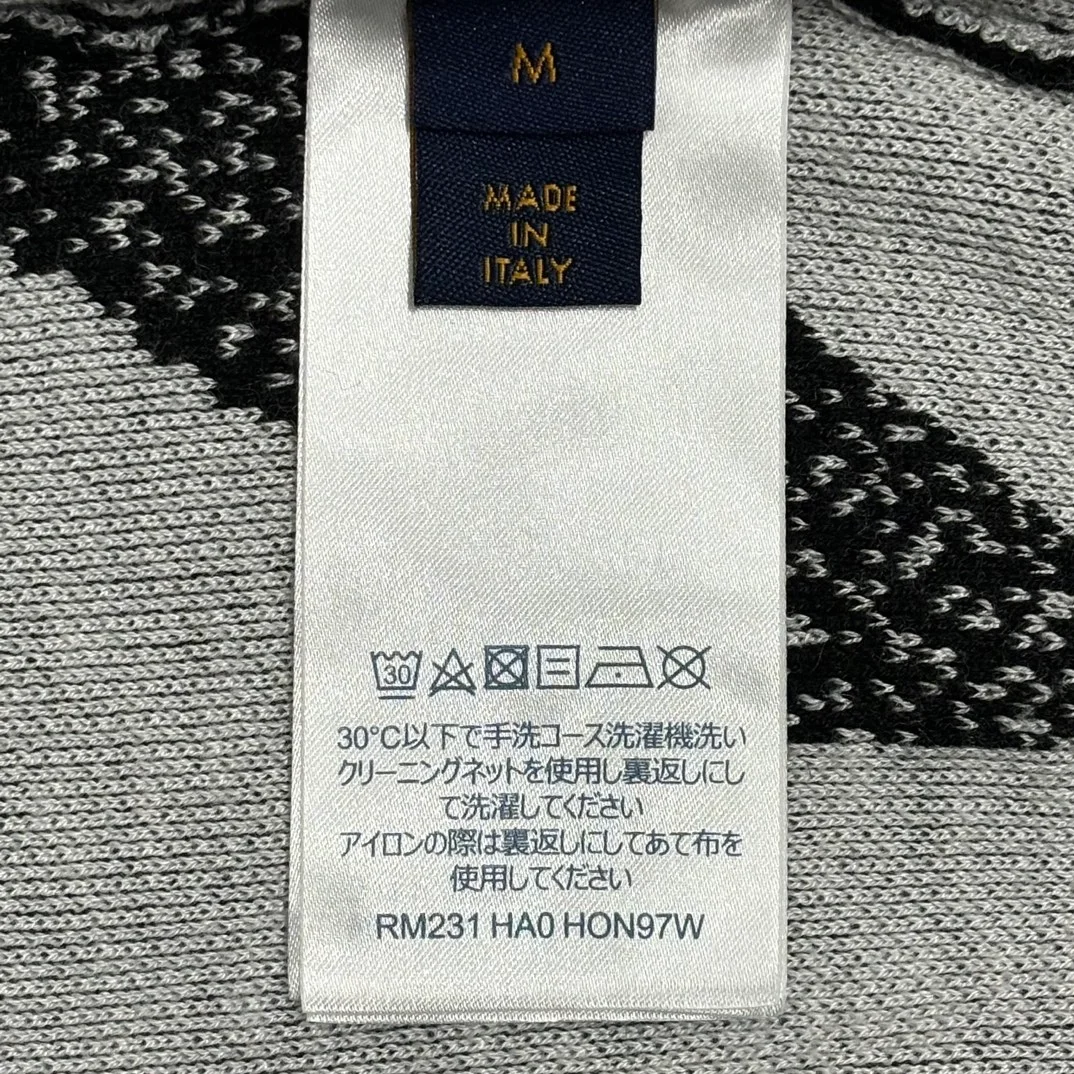 M
MADE
IN
ITALY
30
30°C以下で手洗コース洗濯機洗い
クリーニングネットを使用し裏返しにし
て洗濯してください
アイロンの際は裏返しにしてあて布を
使用してください
RM231 HA0 HON97W